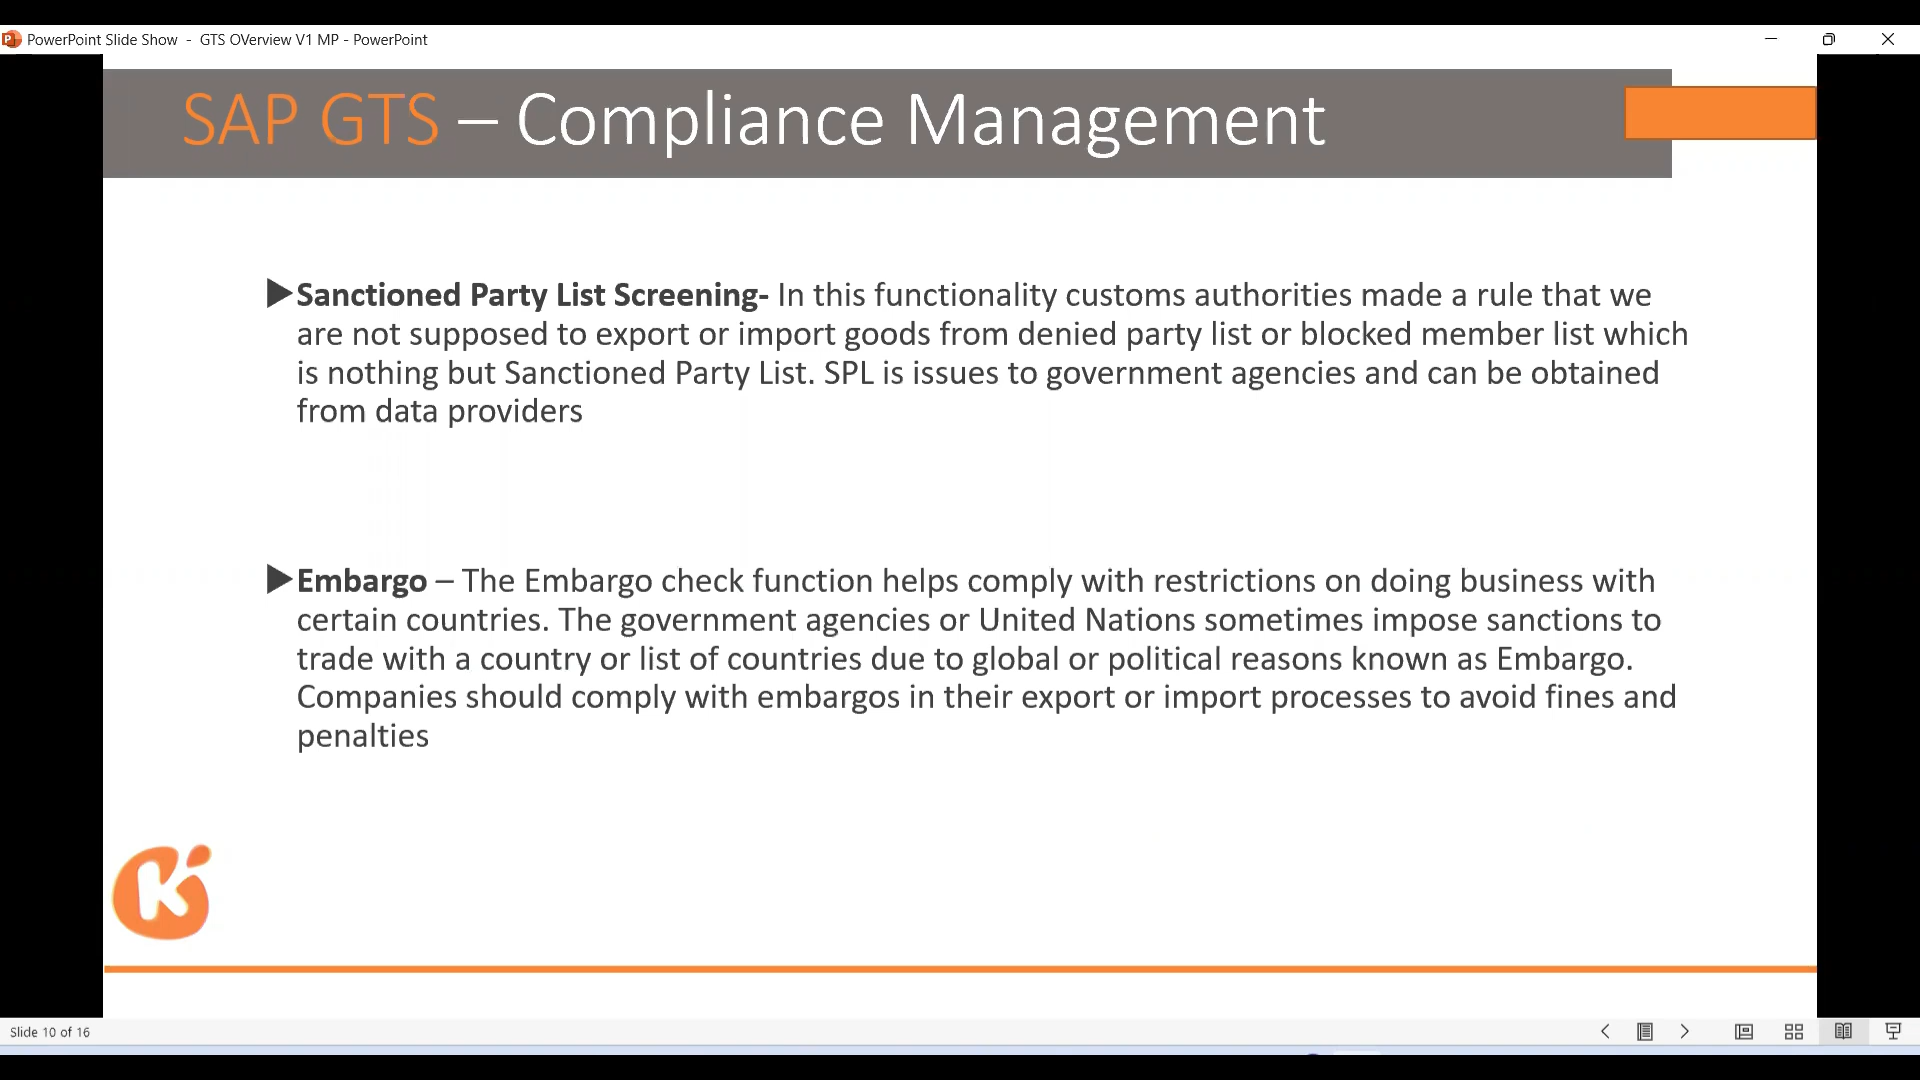 PowerPoint Slide Show - GTS OVerview V1 MP - PowerPoint
SAP GTS – Compliance Management
Sanctioned Party List Screening- In this functionality customs authorities made a rule that we
are not supposed to export or import goods from denied party list or blocked member list which
is nothing but Sanctioned Party List. SPL is issues to government agencies and can be obtained
from data providers
Embargo – The Embargo check function helps comply with restrictions on doing business with
certain countries. The government agencies or United Nations sometimes impose sanctions to
trade with a country or list of countries due to global or political reasons known as Embargo.
Companies should comply with embargos in their export or import processes to avoid fines and
penalties
K
Slide 10 of 16